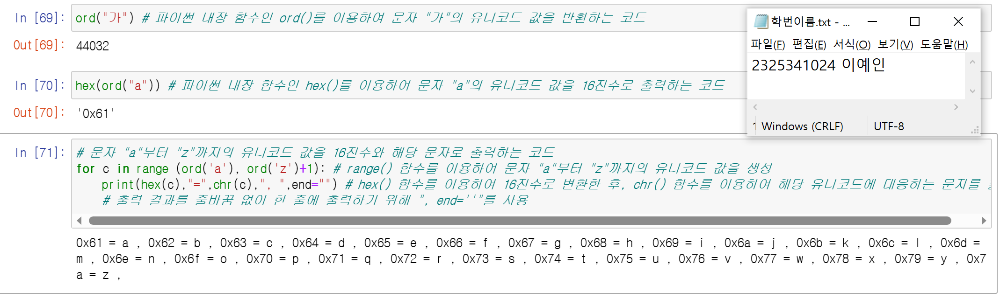 In [69]: ord("가") # 파이썬 내장 함수인 ord()를 이용하여 문자 "가"의 유니코드 값을 반환하는 코드
Out[69]: 44032
In [70]: hex(ord("a")) # 파이썬 내장 함수인 hex()를 이용하여 문자 "a"의 유니코드 값을 16진수로 출력하는 코드
Out[70]: '0x61'
In [71]: # 문자 "a"부터 "z"까지의 유니코드 값을 16진수와 해당 문자로 출력하는 코드
for c in range (ord('a'), ord('z')+1): # range() 함수를 이용하여 문자 "a"부터 "z"까지의 유니코드 값을 생성
print(hex(c),"=",chr(c),", ",end="") # hex() 함수를 이용하여 16진수로 변환한 후, chr() 함수를 이용하여 해당 유니코드에 대응하는 문자를
# 출력 결과를 줄바꿈 없이 한 줄에 출력하기 위해 ", end=''"를 사용
0x61 = a , 0x62 = b , 0x63 = c , 0x64 = d , 0x65 = e , 0x66 = f , 0x67 = g , 0x68 = h , 0x69 = i , 0x6a = j , 0x6b = k , 0x6c = l , 0x6d =
m , 0x6e = n , 0x6f = o , 0x70 = p , 0x71 = q , 0x72 = r , 0x73 = s , 0x74 = t , 0x75 = u , 0x76 = v , 0x77 = w , 0x78 = x , 0x79 = y , 0x7
a = z ,
학번이름.txt - ...
파일(F) 편집(E) 서식(O) 보기(V) 도움말(H)
2325341024 이예인
1 Windows (CRLF) UTF-8